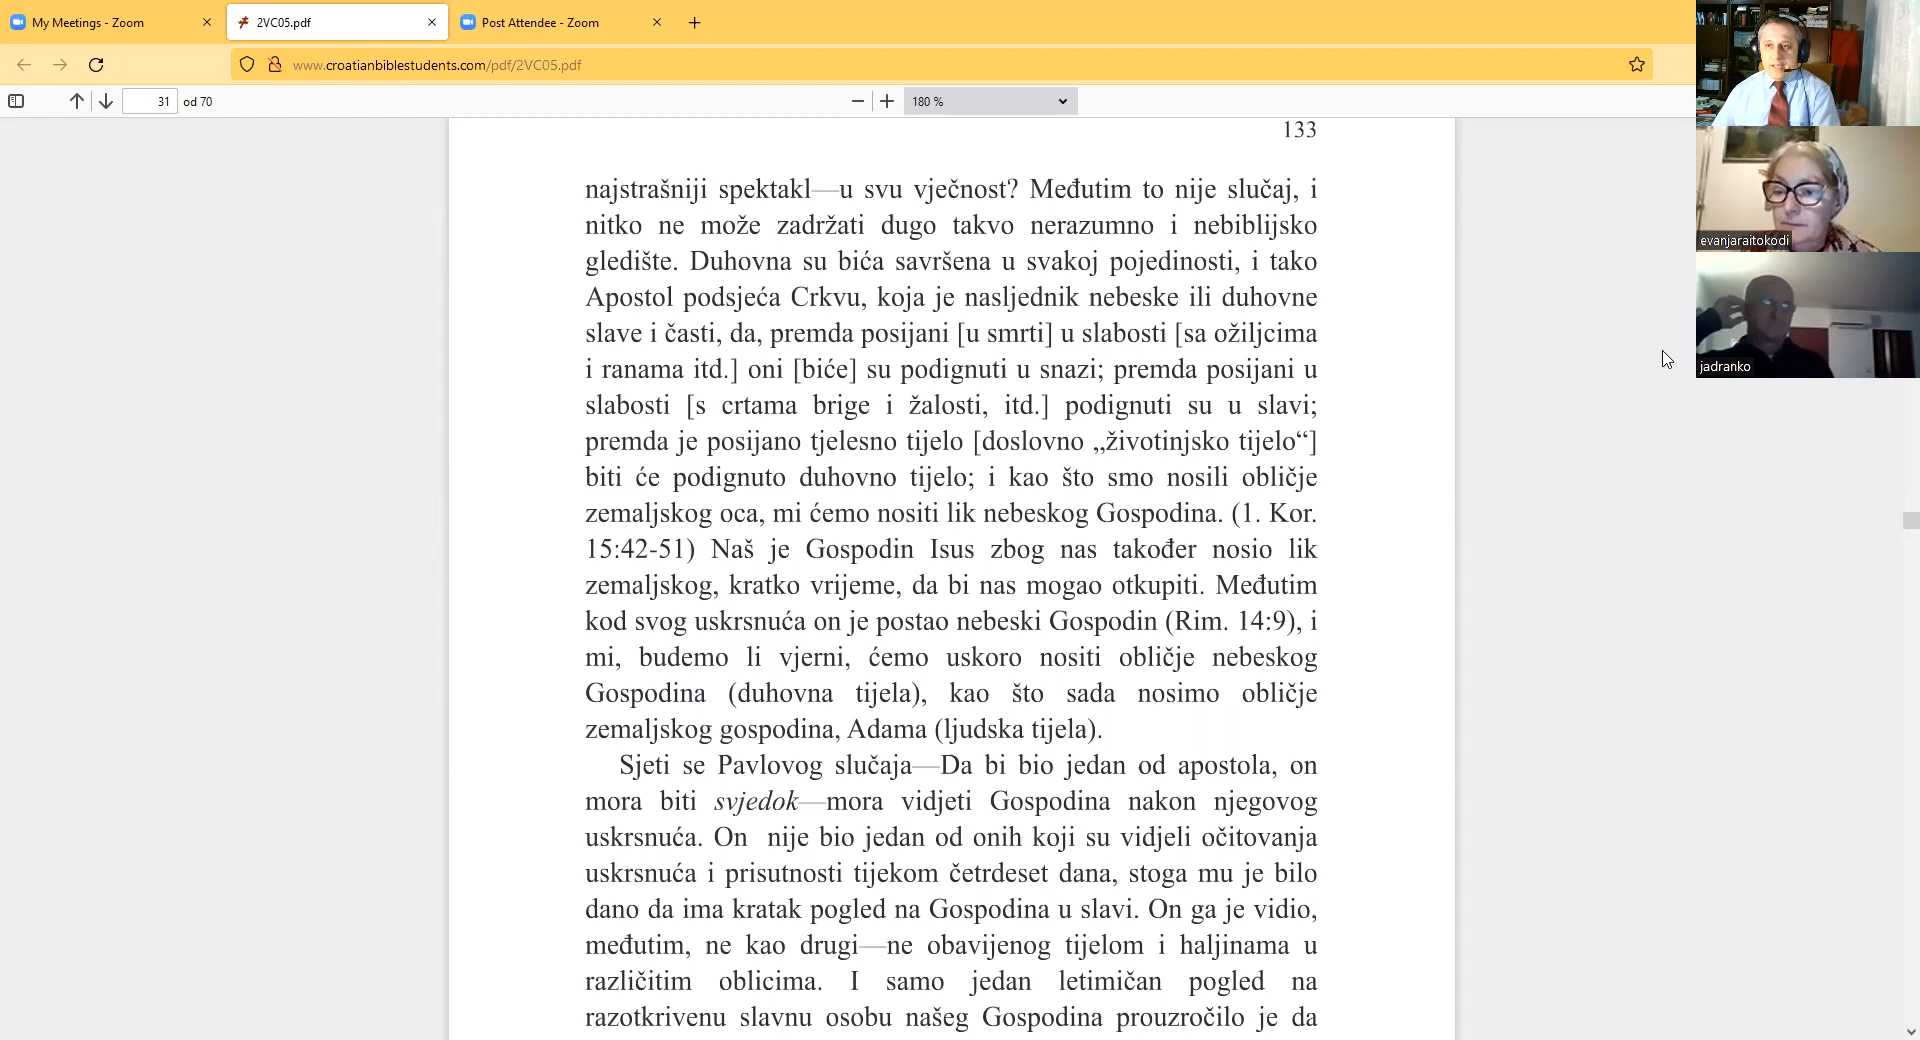 My Meetings - Zoom
2VC05.pdf
Post Attendee - Zoom
www.croatianbiblestudents.com/pdf/2VC05.pdf
31 od 70
180 %
133
najstrašniji spektakl—u svu vječnost? Međutim to nije slučaj, i
nitko ne može zadržati dugo takvo nerazumno i nebiblijsko
gledište. Duhovna su bića savršena u svakoj pojedinosti, i tako
Apostol podsjeća Crkvu, koja je nasljednik nebeske ili duhovne
slave i časti, da, premda posijani [u smrti] u slabosti [sa ožiljcima
i ranama itd.] oni [biće] su podignuti u snazi; premda posijani u
slabosti [s crtama brige i žalosti, itd.] podignuti su u slavi;
premda je posijano tjelesno tijelo [doslovno „životinjsko tijelo“]
biti će podignuto duhovno tijelo; i kao što smo nosili obličje
zemaljskog oca, mi ćemo nositi lik nebeskog Gospodina. (1. Kor.
15:42-51) Naš je Gospodin Isus zbog nas također nosio lik
zemaljskog, kratko vrijeme, da bi nas mogao otkupiti. Međutim
kod svog uskrsnuća on je postao nebeski Gospodin (Rim. 14:9), i
mi, budemo li vjerni, ćemo uskoro nositi obličje nebeskog
Gospodina (duhovna tijela), kao što sada nosimo obličje
zemaljskog gospodina, Adama (ljudska tijela).
Sjeti se Pavlovog slučaja—Da bi bio jedan od apostola, on
mora biti svjedok—mora vidjeti Gospodina nakon njegovog
uskrsnuća. On nije bio jedan od onih koji su vidjeli očitovanja
uskrsnuća i prisutnosti tijekom četrdeset dana, stoga mu je bilo
dano da ima kratak pogled na Gospodina u slavi. On ga je vidio,
međutim, ne kao drugi—ne obavijenog tijelom i haljinama u
različitim oblicima. I samo jedan letimičan pogled na
razotkrivenu slavnu osobu našeg Gospodina prouzročilo je da
evanjaraitokodi
jadranko